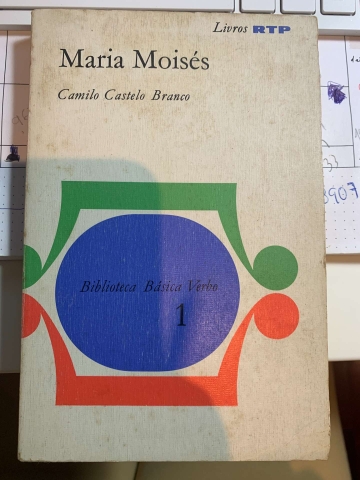 Livros RTP
Maria Moisés
Camilo Castelo Branco
Biblioteca Básica Verbo
1